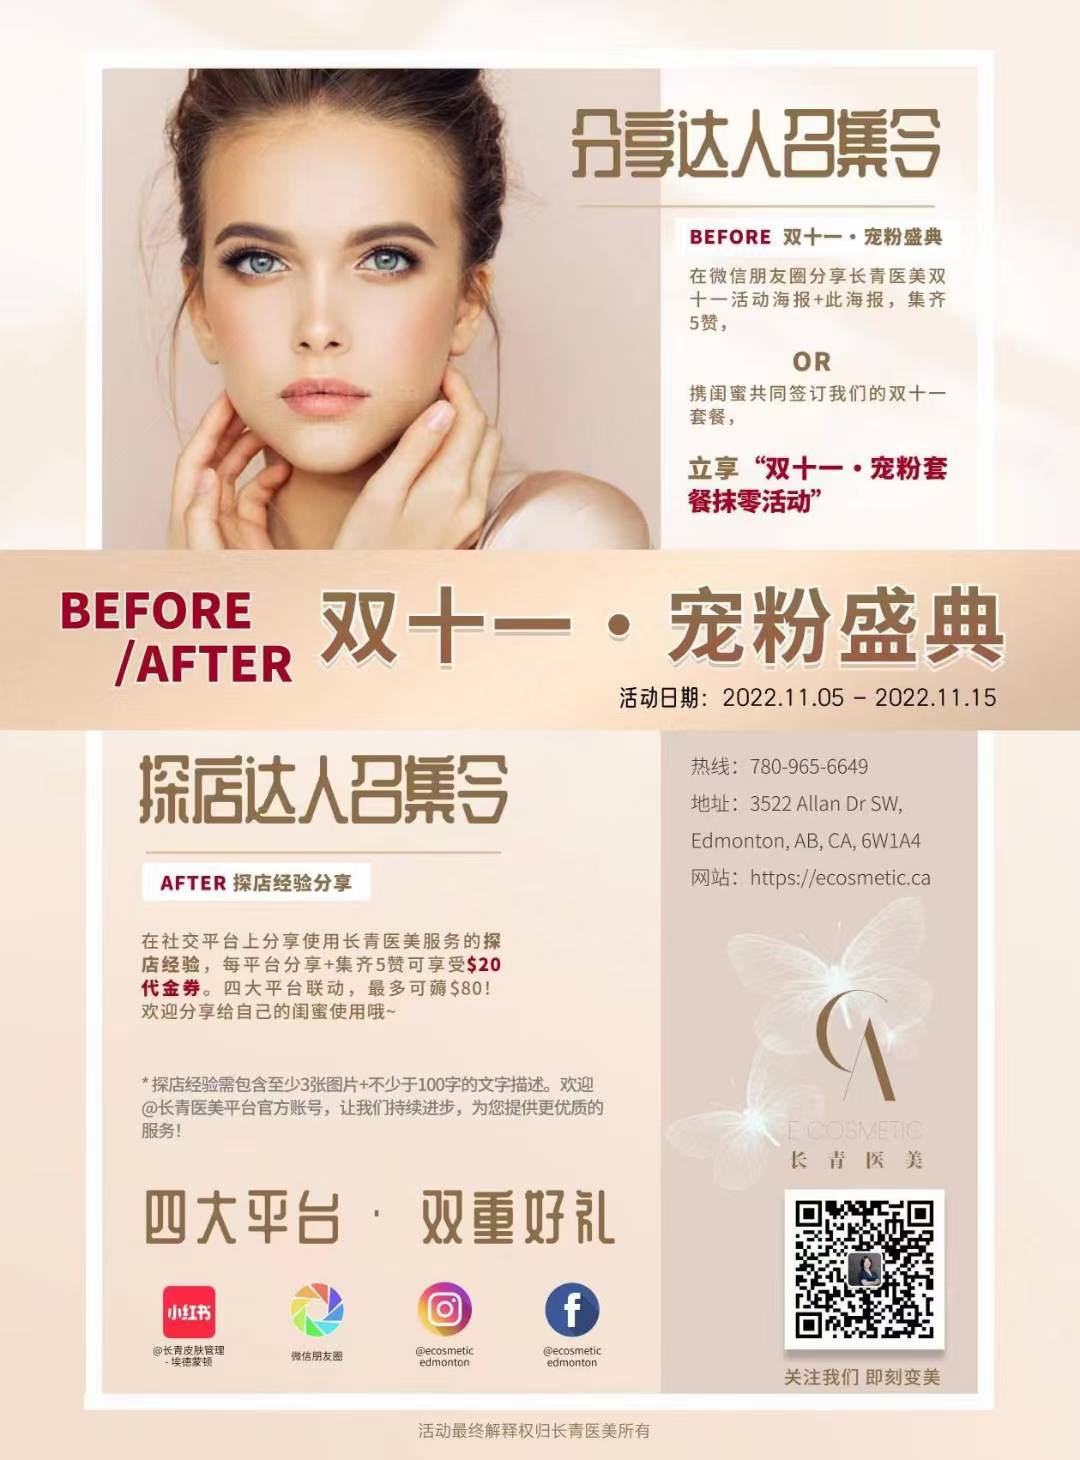 分享达人召集令
BEFORE 双十一·宠粉盛典
在微信朋友圈分享长青医美双
十一活动海报+此海报，集齐
5赞，
OR
携闺蜜共同签订我们的双十一
套餐，
立享“双十一·宠粉套
餐抹零活动”
BEFORE
/AFTER
双十一·宠粉盛典
活动日期：2022.11.05 - 2022.11.15
探店达人召集令
AFTER 探店经验分享
在社交平台上分享使用长青医美服务的探
店经验，每平台分享+集齐5赞可享受$20
代金券。四大平台联动，最多可薅$80！
欢迎分享给自己的闺蜜使用哦~
* 探店经验需包含至少3张图片+不少于100字的文字描述。欢迎
@长青医美平台官方账号，让我们持续进步，为您提供更优质的
服务！
四大平台 · 双重好礼
小红书
@长青皮肤管理
- 埃德蒙顿
微信朋友圈
@ecosmetic
edmonton
@ecosmetic
edmonton
热线：780-965-6649
地址：3522 Allan Dr SW,
Edmonton, AB, CA, 6W1A4
网站：https://ecosmetic.ca
CA
E COSMETIC
长青医美
关注我们 即刻变美
活动最终解释权归长青医美所有